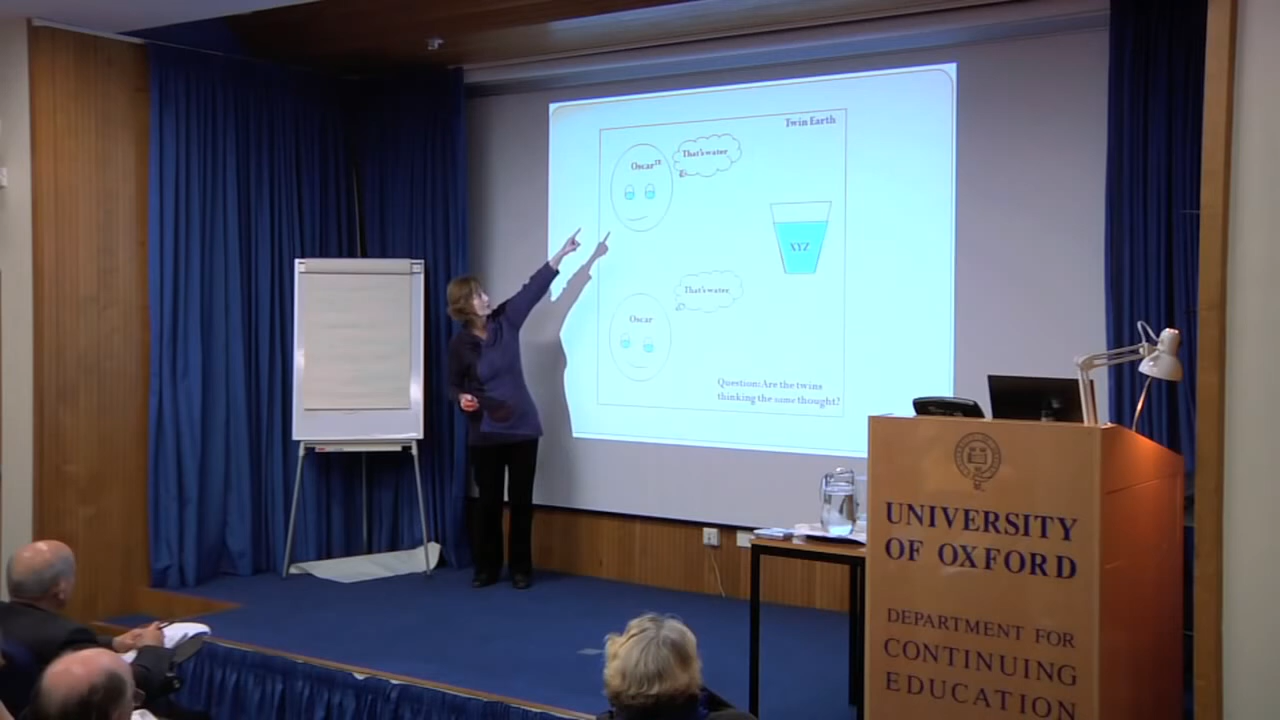 Twin Earth
OscarTE
That's water
XYZ
That's water
Oscar
Question: Are the twins
thinking the same thought?
UNIVERSITY
OF OXFORD
DEPARTMENT FOR
CONTINUING
EDUCATION